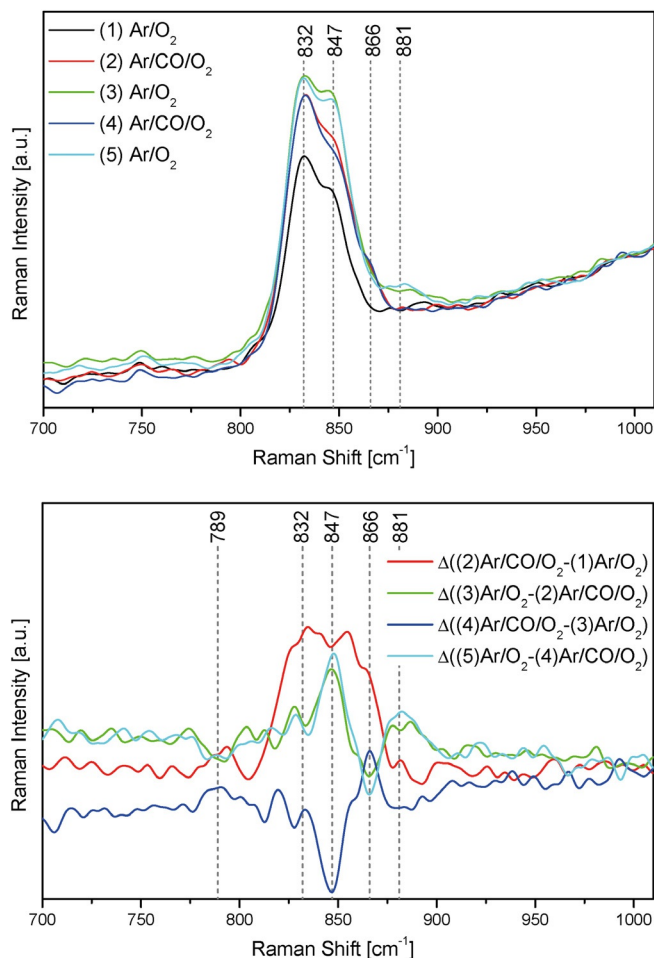 (1) Ar/O₂
(2) Ar/CO/O₂
(3) Ar/O₂
(4) Ar/CO/O₂
(5) Ar/O₂
832 847 866 881
Raman Intensity [a.u.]
700 750 800 850 900 950 1000
Raman Shift [cm⁻¹]
789 832 847 866 881
Δ((2)Ar/CO/O₂-(1)Ar/O₂)
Δ((3)Ar/O₂-(2)Ar/CO/O₂)
Δ((4)Ar/CO/O₂-(3)Ar/O₂)
Δ((5)Ar/O₂-(4)Ar/CO/O₂)
Raman Intensity [a.u.]
700 750 800 850 900 950 1000
Raman Shift [cm⁻¹]